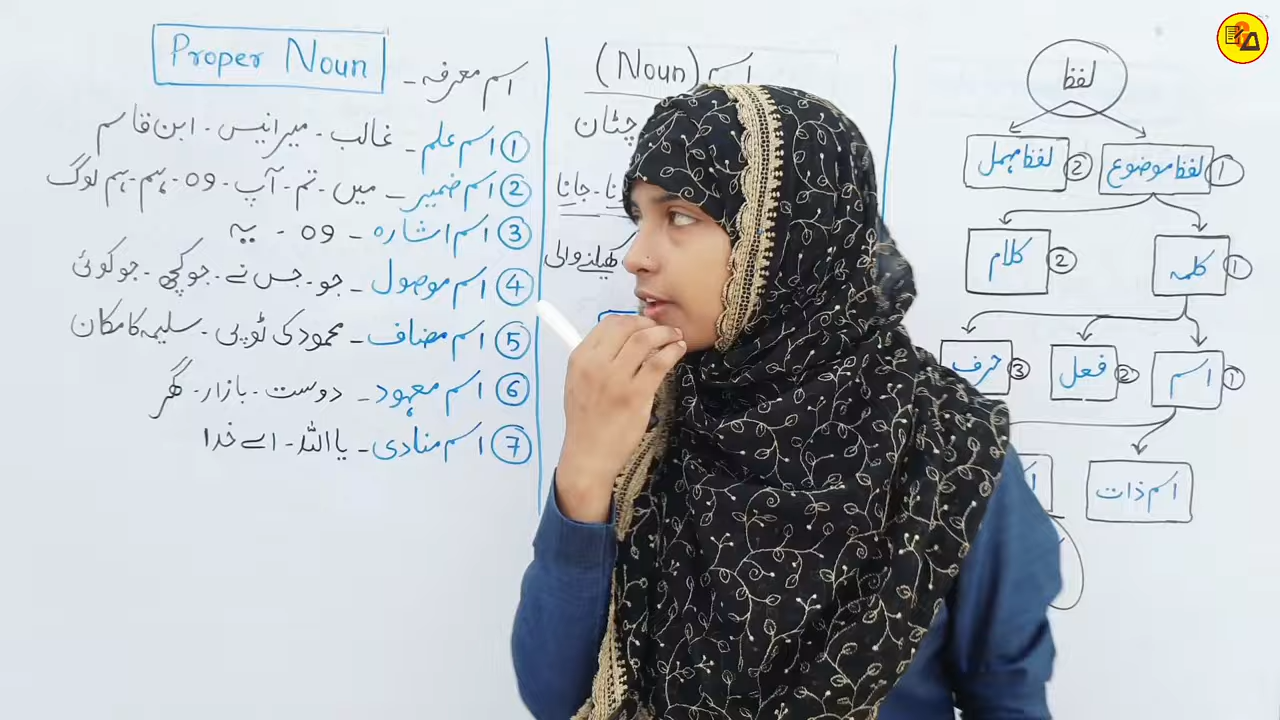 لفظ
① لفظ موضوع
② لفظ مہمل
① کلمہ
② کلام
① اسم
② فعل
③ حرف
اسم ذات
اسم (Noun)
چٹان
جانا
کھیلنے والی
Proper Noun
اسم معرفہ ۔
① اسم علم ۔ غالب ۔ میر انیس ۔ ابن قاسم
② اسم ضمیر ۔ میں ۔ تم ۔ آپ ۔ وہ ۔ ہم ۔ ہم لوگ
③ اسم اشارہ ۔ وہ ۔ یہ
④ اسم موصول ۔ جو ۔ جس نے ۔ جو کچھ ۔ جو کوئی
⑤ اسم مضاف ۔ محمود کی ٹوپی ۔ سلیمہ کا مکان
⑥ اسم معہود ۔ دوست ۔ بازار ۔ گھر
⑦ اسم منادی ۔ یا اللہ ۔ اے خدا